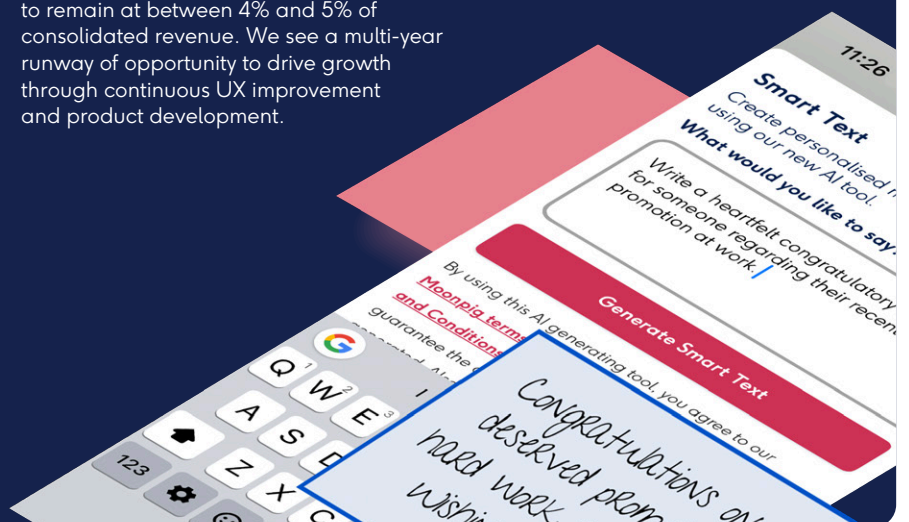 to remain at between 4% and 5% of
consolidated revenue. We see a multi-year
runway of opportunity to drive growth
through continuous UX improvement
and product development.
11:26
Smart Text
Create personalised
using our new AI tool.
What would you like to say?
Write a heartfelt congratulatory
for someone regarding their recent
promotion at work.
Generate Smart Text
By using this AI generating tool, you agree to our
Moonpig terms
and Conditions
guarantee the
I
Q 1 W 2 E 3
A S D
Z X C
123
Congratulations on
deserved
hard work